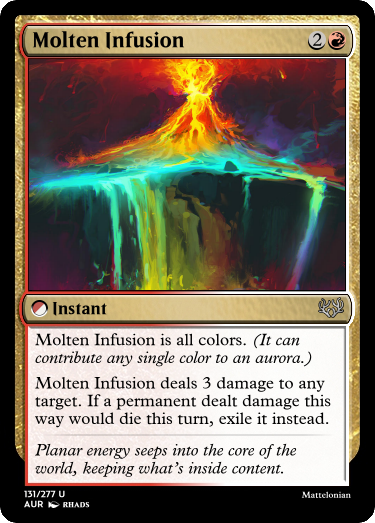 Molten Infusion 2
Instant
Molten Infusion is all colors. (It can
contribute any single color to an aurora.)
Molten Infusion deals 3 damage to any
target. If a permanent dealt damage this
way would die this turn, exile it instead.
Planar energy seeps into the core of the
world, keeping what's inside content.
131/277 U
AUR RHADS
Mattelonian